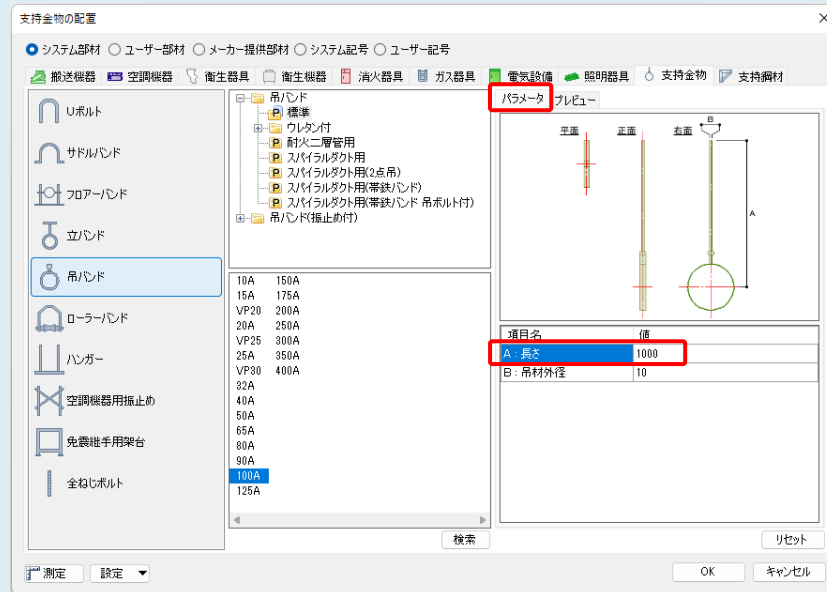 支持金物の配置
システム部材 ユーザー部材 メーカー提供部材 システム記号 ユーザー記号
搬送機器 空調機器 衛生器具 衛生機器 消火器具 ガス器具 電気設備 照明器具 支持金物 支持鋼材
Uボルト
サドルバンド
フロアーバンド
立バンド
吊バンド
ローラーバンド
ハンガー
空調機器用振止め
免震継手用架台
全ねじボルト
吊バンド
標準
ウレタン付
耐火二層管用
スパイラルダクト用
スパイラルダクト用(2点吊)
スパイラルダクト用(帯鉄バンド)
スパイラルダクト用(帯鉄バンド 吊ボルト付)
吊バンド(振止め付)
10A 150A
15A 175A
VP20 200A
20A 250A
VP25 300A
25A 350A
VP30 400A
32A
40A
50A
65A
80A
90A
100A
125A
検索
パラメータ プレビュー
平面 正面 右面 B
A
項目名 値
A：長さ 1000
B：吊材外径 10
リセット
測定 設定 OK キャンセル